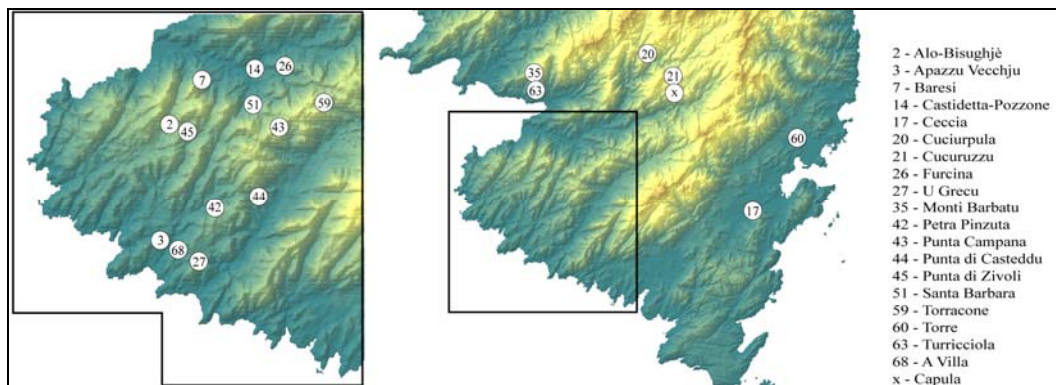 14
26
7
51
59
2
45
43
44
42
3
68
27
20
35
21
63
x
60
17
2 - Alo-Bisughjè
3 - Apazzu Vecchju
7 - Baresi
14 - Castidetta-Pozzone
17 - Ceccia
20 - Cuciurpula
21 - Cucuruzzu
26 - Furcina
27 - U Grecu
35 - Monti Barbatu
42 - Petra Pinzuta
43 - Punta Campana
44 - Punta di Casteddu
45 - Punta di Zivoli
51 - Santa Barbara
59 - Torracone
60 - Torre
63 - Turricciola
68 - A Villa
x - Capula